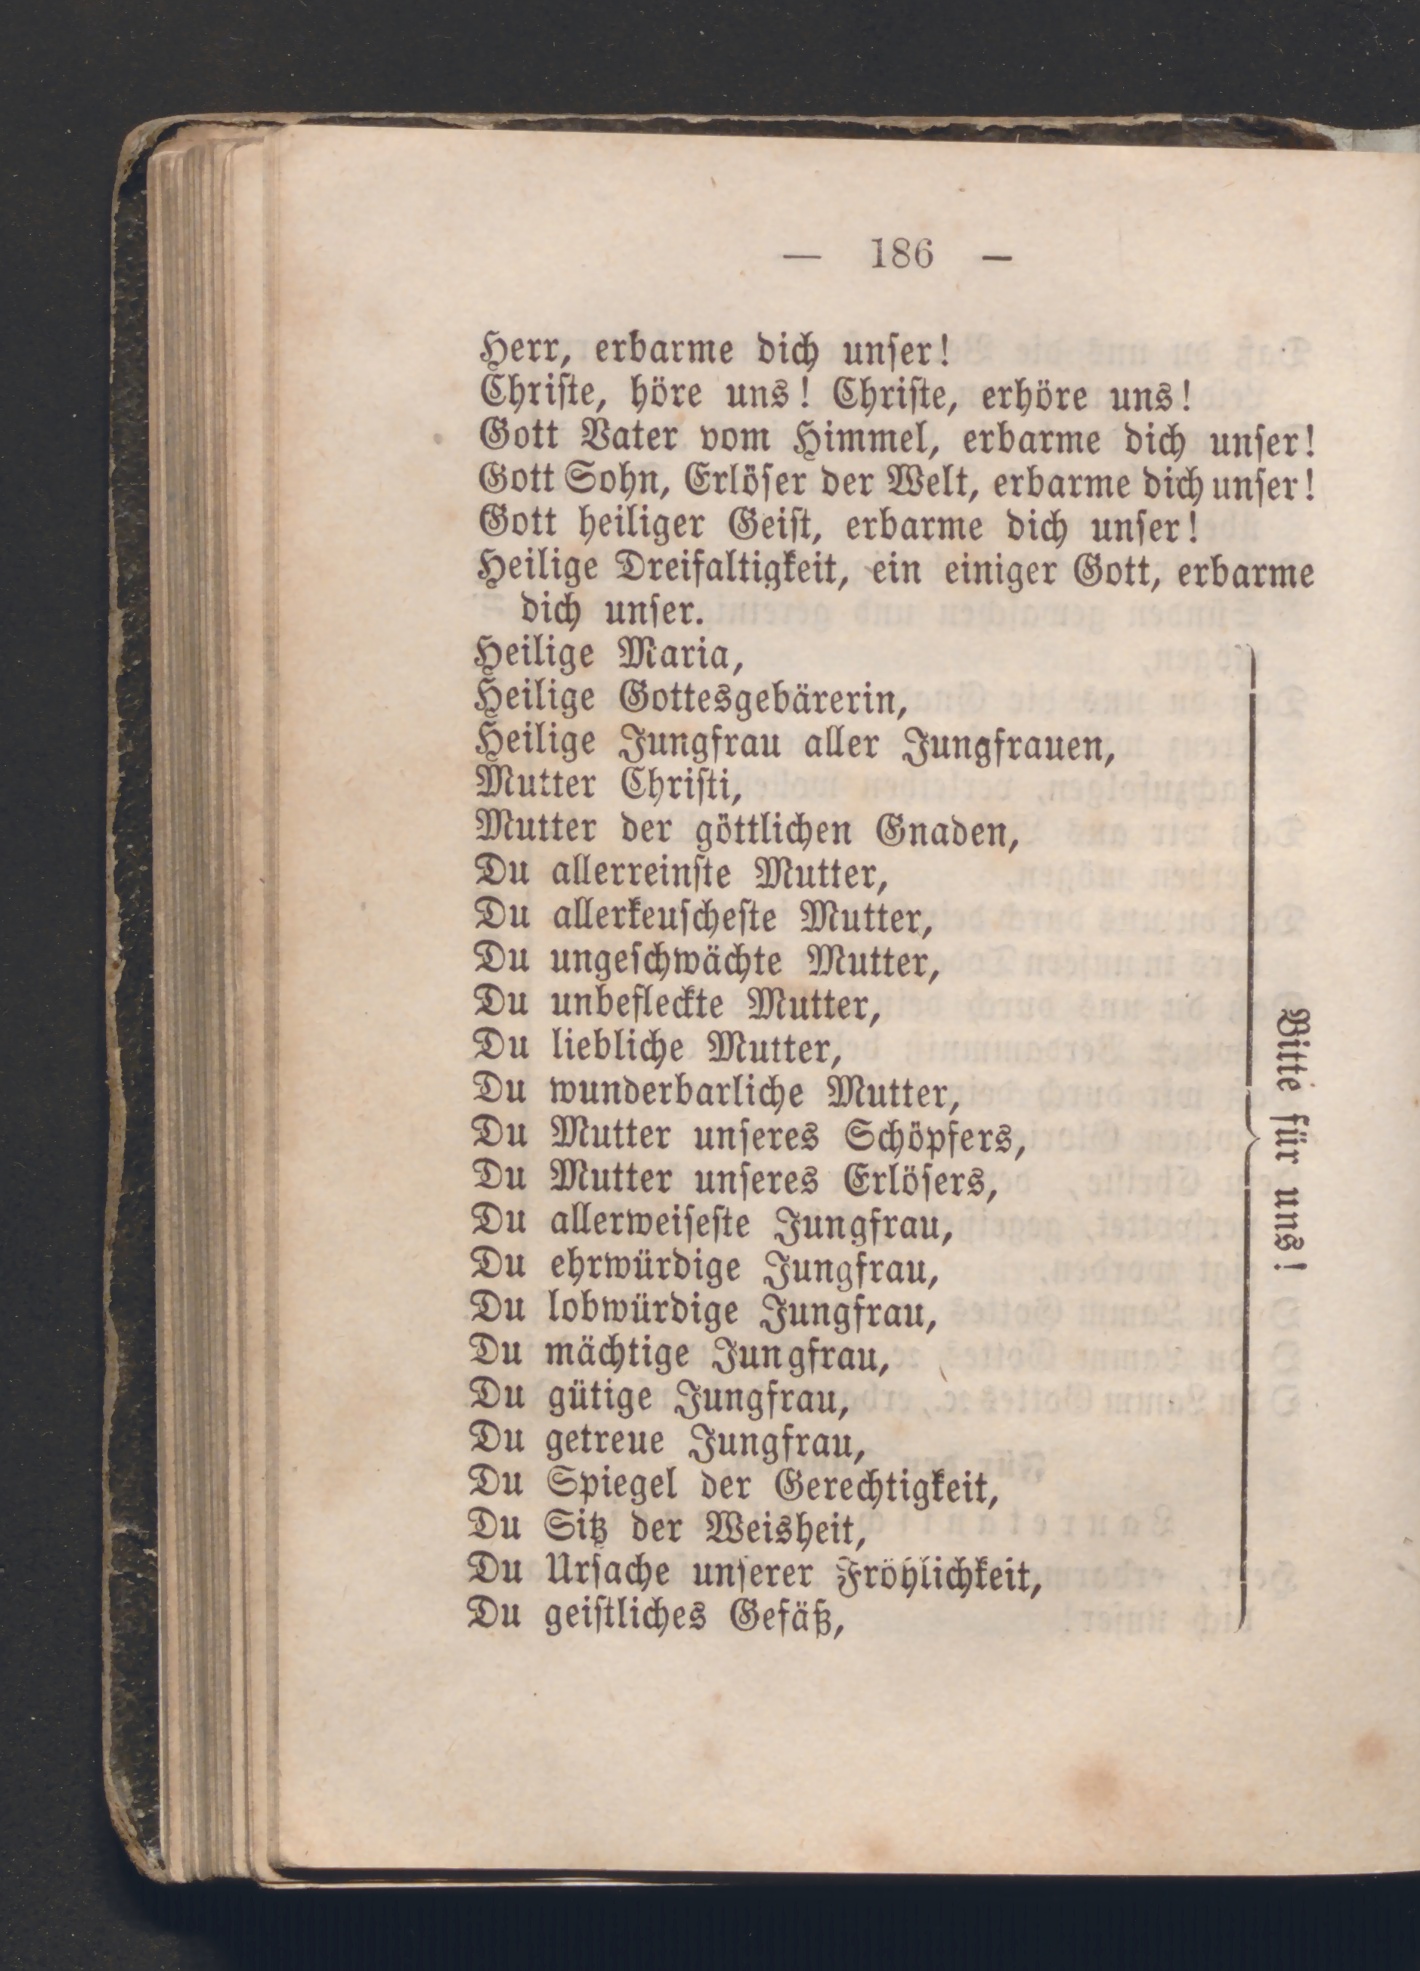 — 186 —
Herr, erbarme dich unser!
Christe, höre uns! Christe, erhöre uns!
Gott Vater vom Himmel, erbarme dich unser!
Gott Sohn, Erlöser der Welt, erbarme dich unser!
Gott heiliger Geist, erbarme dich unser!
Heilige Dreifaltigkeit, ein einiger Gott, erbarme
dich unser.
Heilige Maria,
Heilige Gottesgebärerin,
Heilige Jungfrau aller Jungfrauen,
Mutter Christi,
Mutter der göttlichen Gnaden,
Du allerreinste Mutter,
Du allerkeuscheste Mutter,
Du ungeschwächte Mutter,
Du unbefleckte Mutter,
Du liebliche Mutter,
Du wunderbarliche Mutter,
Du Mutter unseres Schöpfers,
Du Mutter unseres Erlösers,
Du allerweiseste Jungfrau,
Du ehrwürdige Jungfrau,
Du lobwürdige Jungfrau,
Du mächtige Jungfrau,
Du gütige Jungfrau,
Du getreue Jungfrau,
Du Spiegel der Gerechtigkeit,
Du Sitz der Weisheit,
Du Ursache unserer Fröhlichkeit,
Du geistliches Gefäß,
Bitte für uns!